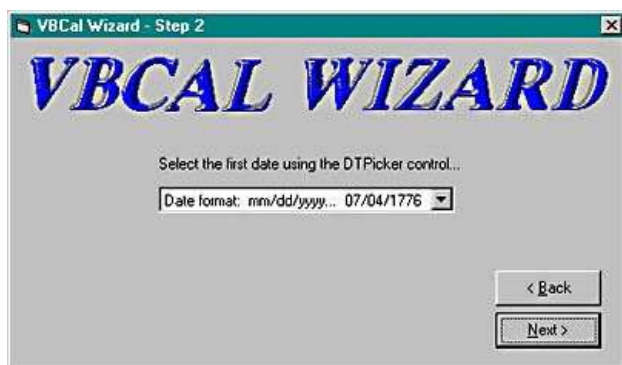 VBCal Wizard - Step 2
VBCAL WIZARD
Select the first date using the DTPicker control...
Date format: mm/dd/yyyy... 07/04/1776
< Back
Next >